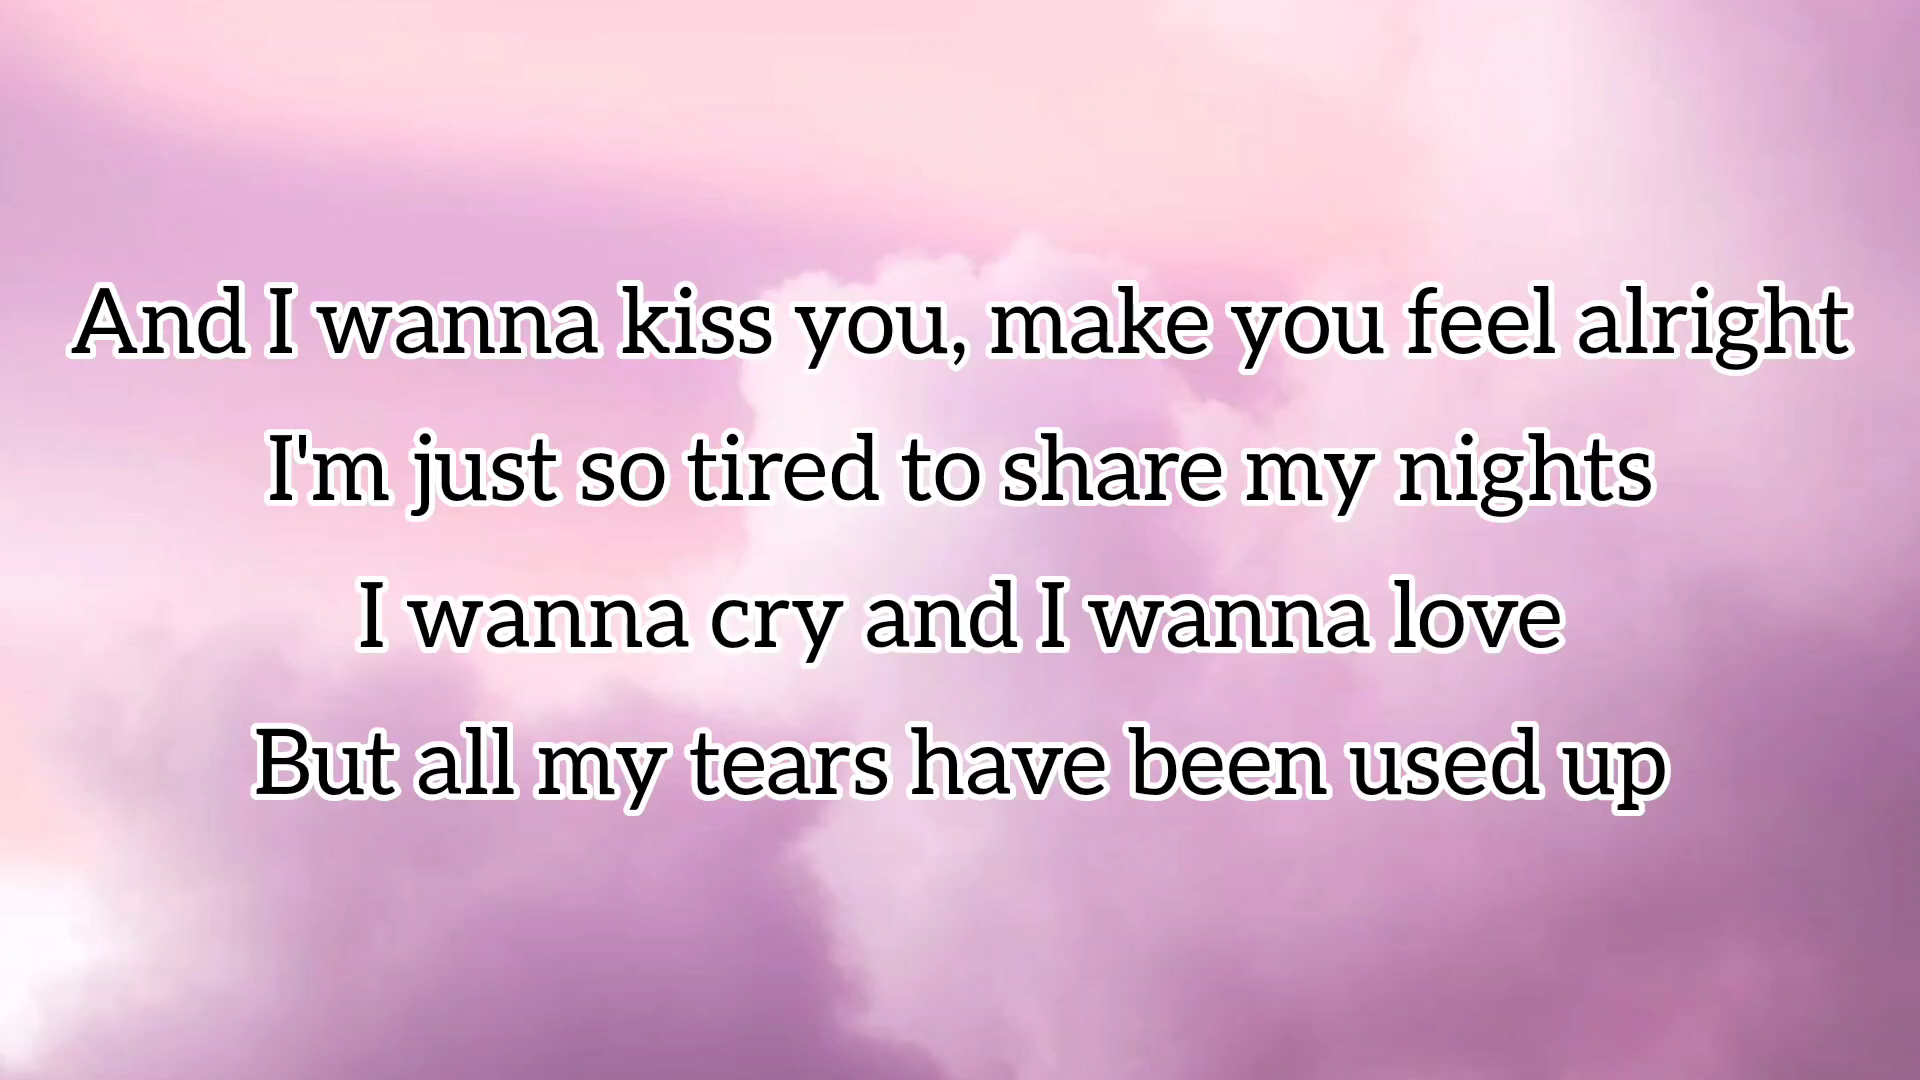 And I wanna kiss you, make you feel alright
I'm just so tired to share my nights
I wanna cry and I wanna love
But all my tears have been used up